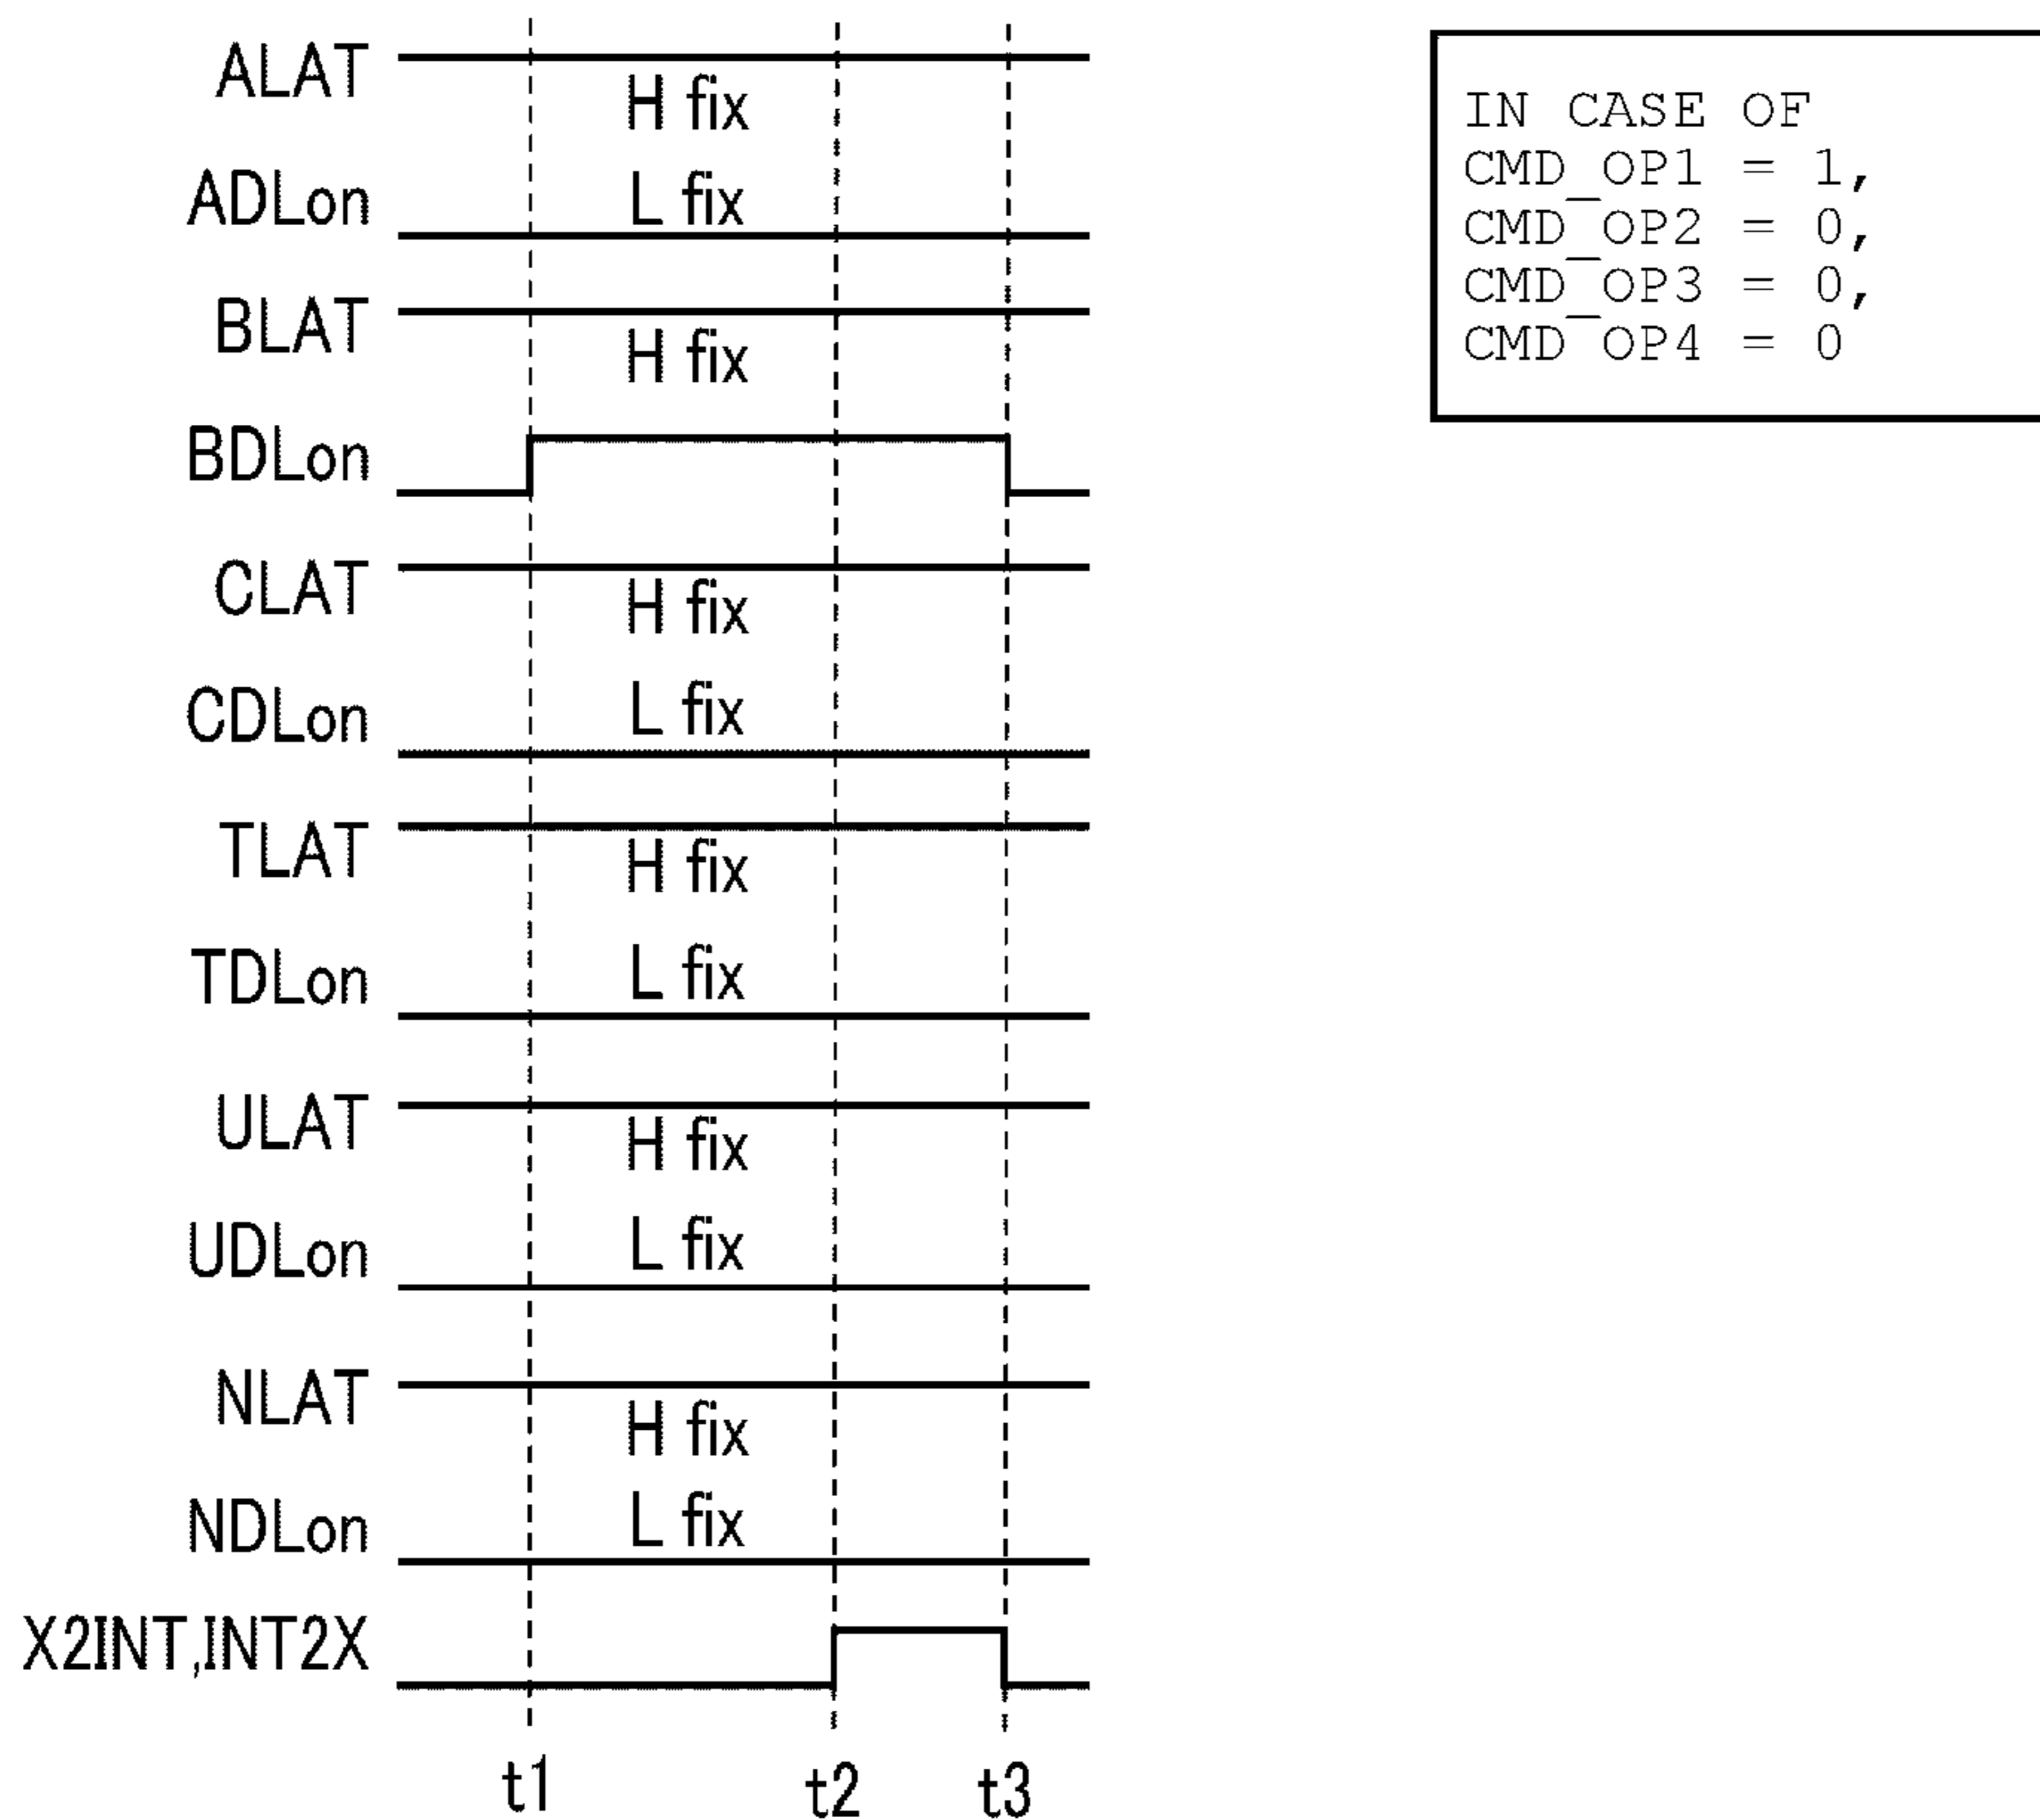 ALAT
H fix
ADLon
L fix
BLAT
H fix
BDLon
CLAT
H fix
CDLon
L fix
TLAT
H fix
TDLon
L fix
ULAT
H fix
UDLon
L fix
NLAT
H fix
NDLon
L fix
X2INT,INT2X
t1
t2
t3
IN CASE OF
CMD_OP1 = 1,
CMD_OP2 = 0,
CMD_OP3 = 0,
CMD_OP4 = 0